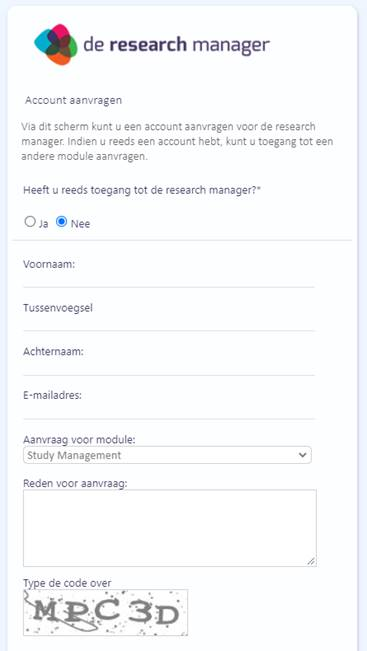 de research manager
Account aanvragen
Via dit scherm kunt u een account aanvragen voor de research
manager. Indien u reeds een account hebt, kunt u toegang tot een
andere module aanvragen.
Heeft u reeds toegang tot de research manager?*
Ja Nee
Voornaam:
Tussenvoegsel
Achternaam:
E-mailadres:
Aanvraag voor module:
Study Management
Reden voor aanvraag:
Type de code over
MPC3D